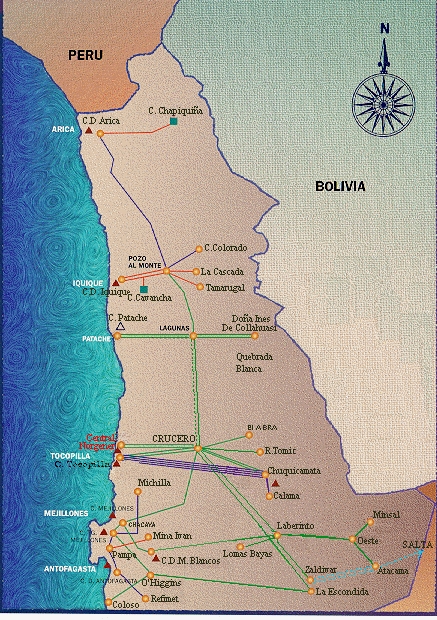 N
PERU
C. Chapiquiña
C.D. Arica
ARICA
BOLIVIA
C.Colorado
POZO
AL MONTE
La Cascada
IQUIQUE
C.D. Iquique
Tamarugal
C.Cavancha
C. Patache
Doña Ines
De Collahuasi
LAGUNAS
PATACHE
Quebrada
Blanca
El ABRA
Central
Norgener
CRUCERO
R.Tomic
TOCOPILLA
C. Tocopilla
Chuquicamata
Michilla
Calama
C. MEJILLONES
MEJILLONES
CHACAYA
Minsal
Laberinto
MEJILLONES
Mina Ivan
Oeste
SALTA
Pampa
Lomas Bayas
C.D.M. Blancos
ANTOFAGASTA
Zaldivar
Atacama
C. D. ANTOFAGASTA
O'Higgins
La Escondida
Coloso
Refinet